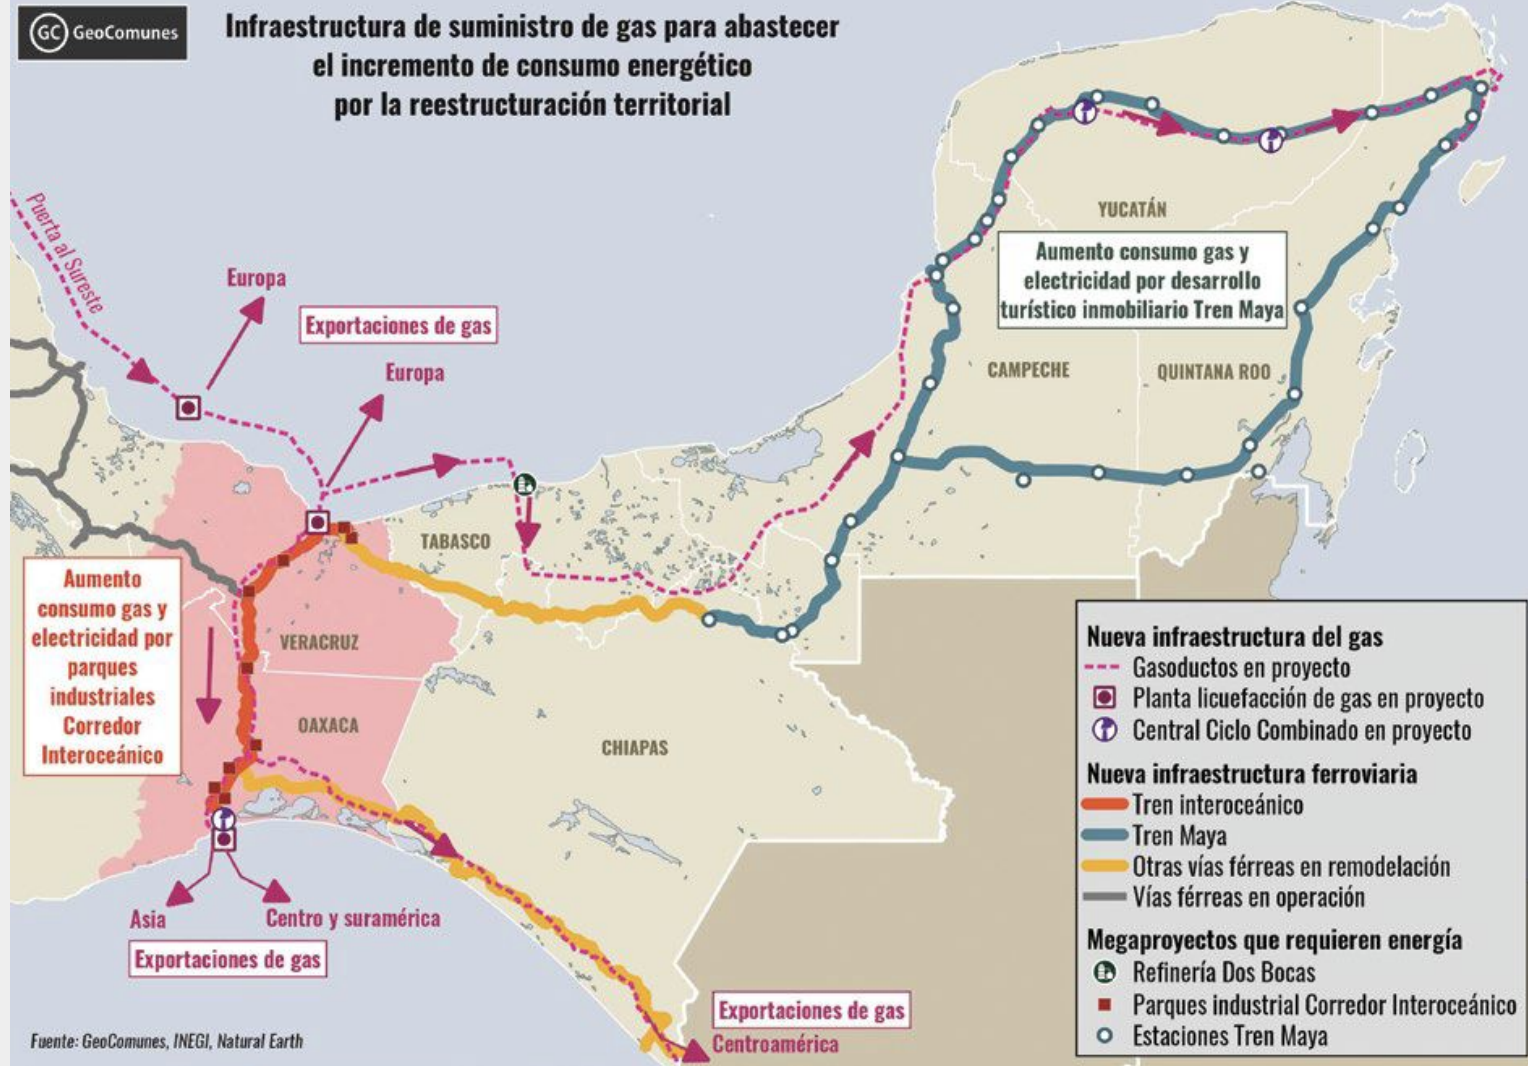 GC GeoComunes
Infraestructura de suministro de gas para abastecer
el incremento de consumo energético
por la reestructuración territorial
Puerta al Sureste
Europa
Exportaciones de gas
Europa
YUCATÁN
Aumento consumo gas y
electricidad por desarrollo
turístico inmobiliario Tren Maya
CAMPECHE
QUINTANA ROO
TABASCO
Aumento
consumo gas y
electricidad por
parques
industriales
Corredor
Interoceánico
VERACRUZ
OAXACA
CHIAPAS
Asia
Centro y suramérica
Exportaciones de gas
Exportaciones de gas
Centroamérica
Nueva infraestructura del gas
Gasoductos en proyecto
Planta licuefacción de gas en proyecto
Central Ciclo Combinado en proyecto
Nueva infraestructura ferroviaria
Tren interoceánico
Tren Maya
Otras vías férreas en remodelación
Vías férreas en operación
Megaproyectos que requieren energía
Refinería Dos Bocas
Parques industrial Corredor Interoceánico
Estaciones Tren Maya
Fuente: GeoComunes, INEGI, Natural Earth